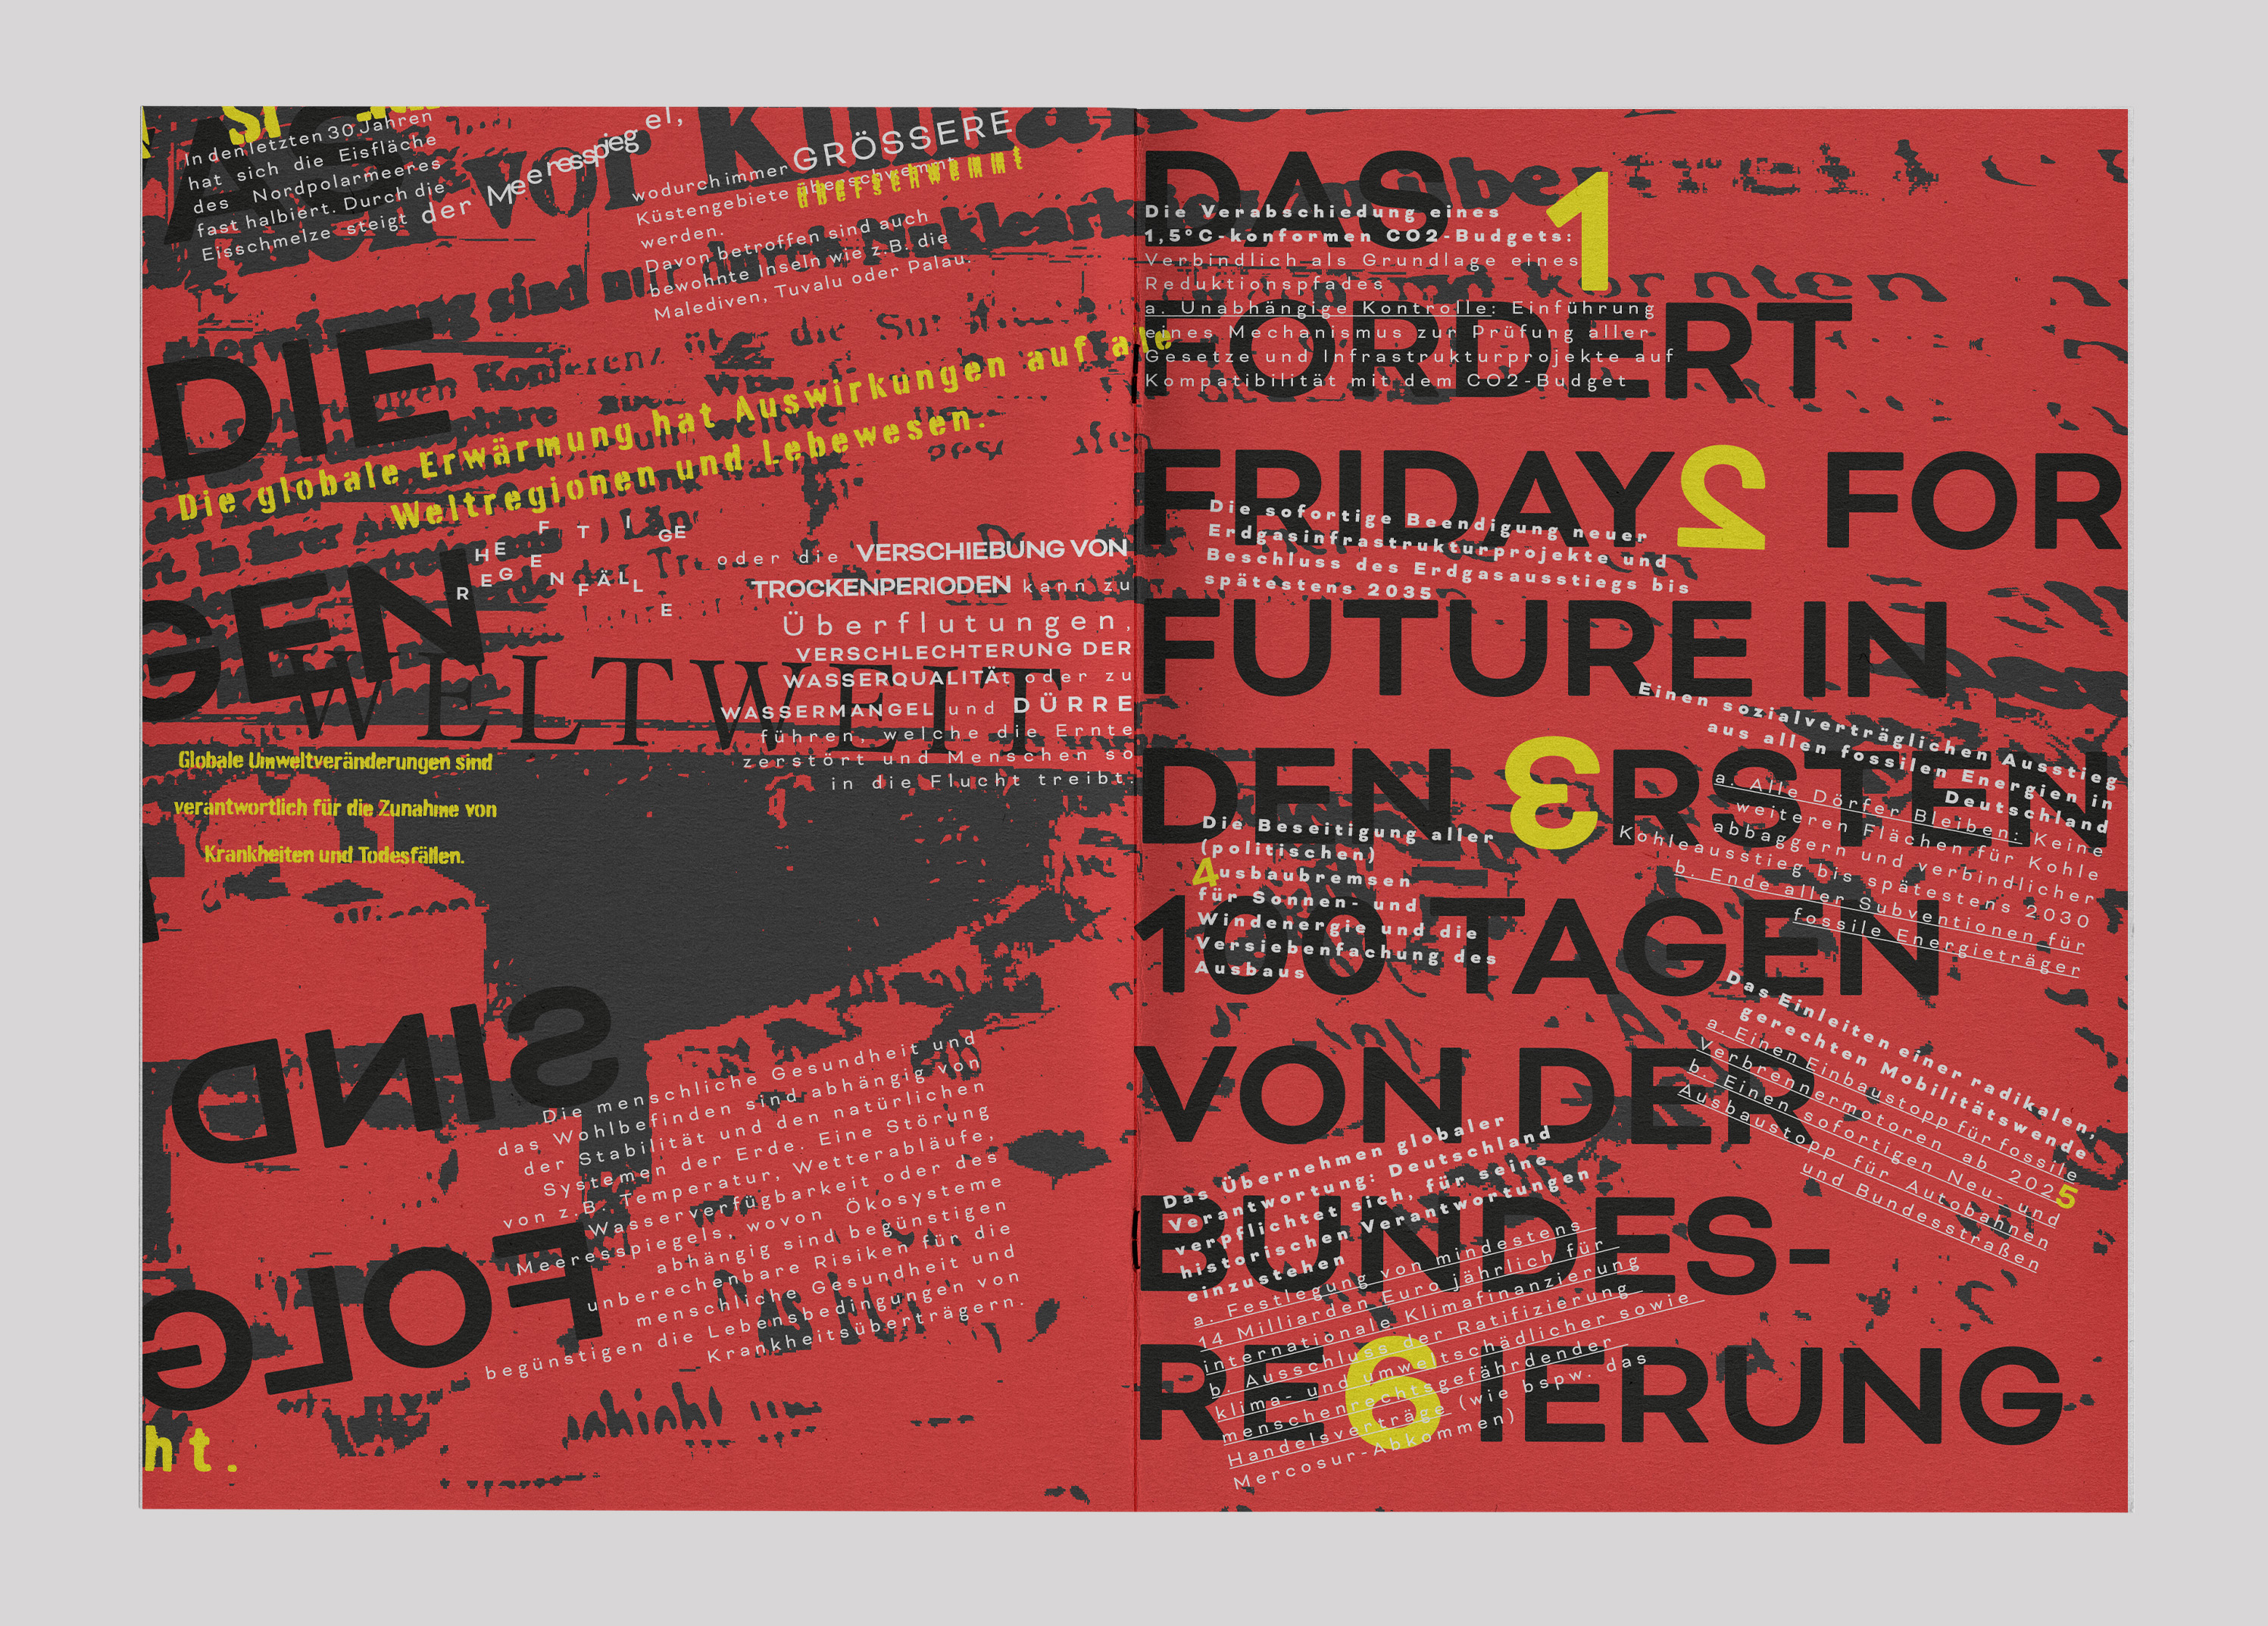 AS
In den letzten 30 Jahren
hat sich die Eisfläche
des Nordpolarmeeres
fast halbiert. Durch die
Eisschmelze steigt der Meeresspiegel,
wodurch immer GRÖSSERE
Küstengebiete überschwemmt
überschwemmt
werden.
Davon betroffen sind auch
bewohnte Inseln wie z.B. die
Malediven, Tuvalu oder Palau.
vor
sind nur durch
Konferenz über die
DIE
Die globale Erwärmung hat Auswirkungen auf alle
Weltregionen und Lebewesen.
GEN
HEFTIGE
REGENFÄLLE
oder die VERSCHIEBUNG VON
TROCKENPERIODEN kann zu
Überflutungen,
VERSCHLECHTERUNG DER
WASSERQUALITÄt oder zu
WASSERMANGEL und DÜRRE
führen, welche die Ernte
zerstört und Menschen so
in die Flucht treibt.
WELTWEIT
Globale Umweltveränderungen sind
verantwortlich für die Zunahme von
Krankheiten und Todesfällen.
SIND
Die menschliche Gesundheit und
das Wohlbefinden sind abhängig von
der Stabilität und den natürlichen
Systemen der Erde. Eine Störung
von z.B. Temperatur, Wetterabläufe,
Wasserverfügbarkeit oder des
Meeresspiegels, wovon Ökosysteme
abhängig sind begünstigen
unberechenbare Risiken für die
menschliche Gesundheit und
begünstigen die Lebensbedingungen von
Krankheitsüberträgern.
FOLG
ht.
DAS
1
Die Verabschiedung eines
1,5°C-konformen CO2-Budgets:
Verbindlich als Grundlage eines
Reduktionspfades
a. Unabhängige Kontrolle: Einführung
eines Mechanismus zur Prüfung aller
Gesetze und Infrastrukturprojekte auf
Kompatibilität mit dem CO2-Budget
FORDERT
FRIDAY2 FOR
Die sofortige Beendigung neuer
Erdgasinfrastrukturprojekte und
Beschluss des Erdgasausstiegs bis
spätestens 2035
FUTURE IN
Einen sozialverträglichen Ausstieg
aus allen fossilen Energien in
Deutschland
a. Alle Dörfer Bleiben: Keine
weiteren Flächen für Kohle
abbaggern und verbindlicher
Kohleausstieg bis spätestens 2030
b. Ende aller Subventionen für
fossile Energieträger
DEN 3RSTEN
Die Beseitigung aller
(politischen)
4usbaubremsen
für Sonnen- und
Windenergie und die
Versiebenfachung des
Ausbaus
100 TAGEN
Das Einleiten einer radikalen,
gerechten Mobilitätswende
a. Einen Einbaustopp für fossile
Verbrennermotoren ab 2025
b. Einen sofortigen Neu- und
Ausbaustopp für Autobahnen
und Bundesstraßen
VON DER
Das Übernehmen globaler
Verantwortung: Deutschland
verpflichtet sich, für seine
historischen Verantwortungen
einzustehen
a. Festlegung von mindestens
14 Milliarden Euro jährlich für
internationale Klimafinanzierung
b. Ausschluss der Ratifizierung
klima- und umweltschädlicher sowie
menschenrechtsgefährdender
Handelsverträge (wie bspw. das
Mercosur-Abkommen)
BUNDES-
RE6IERUNG